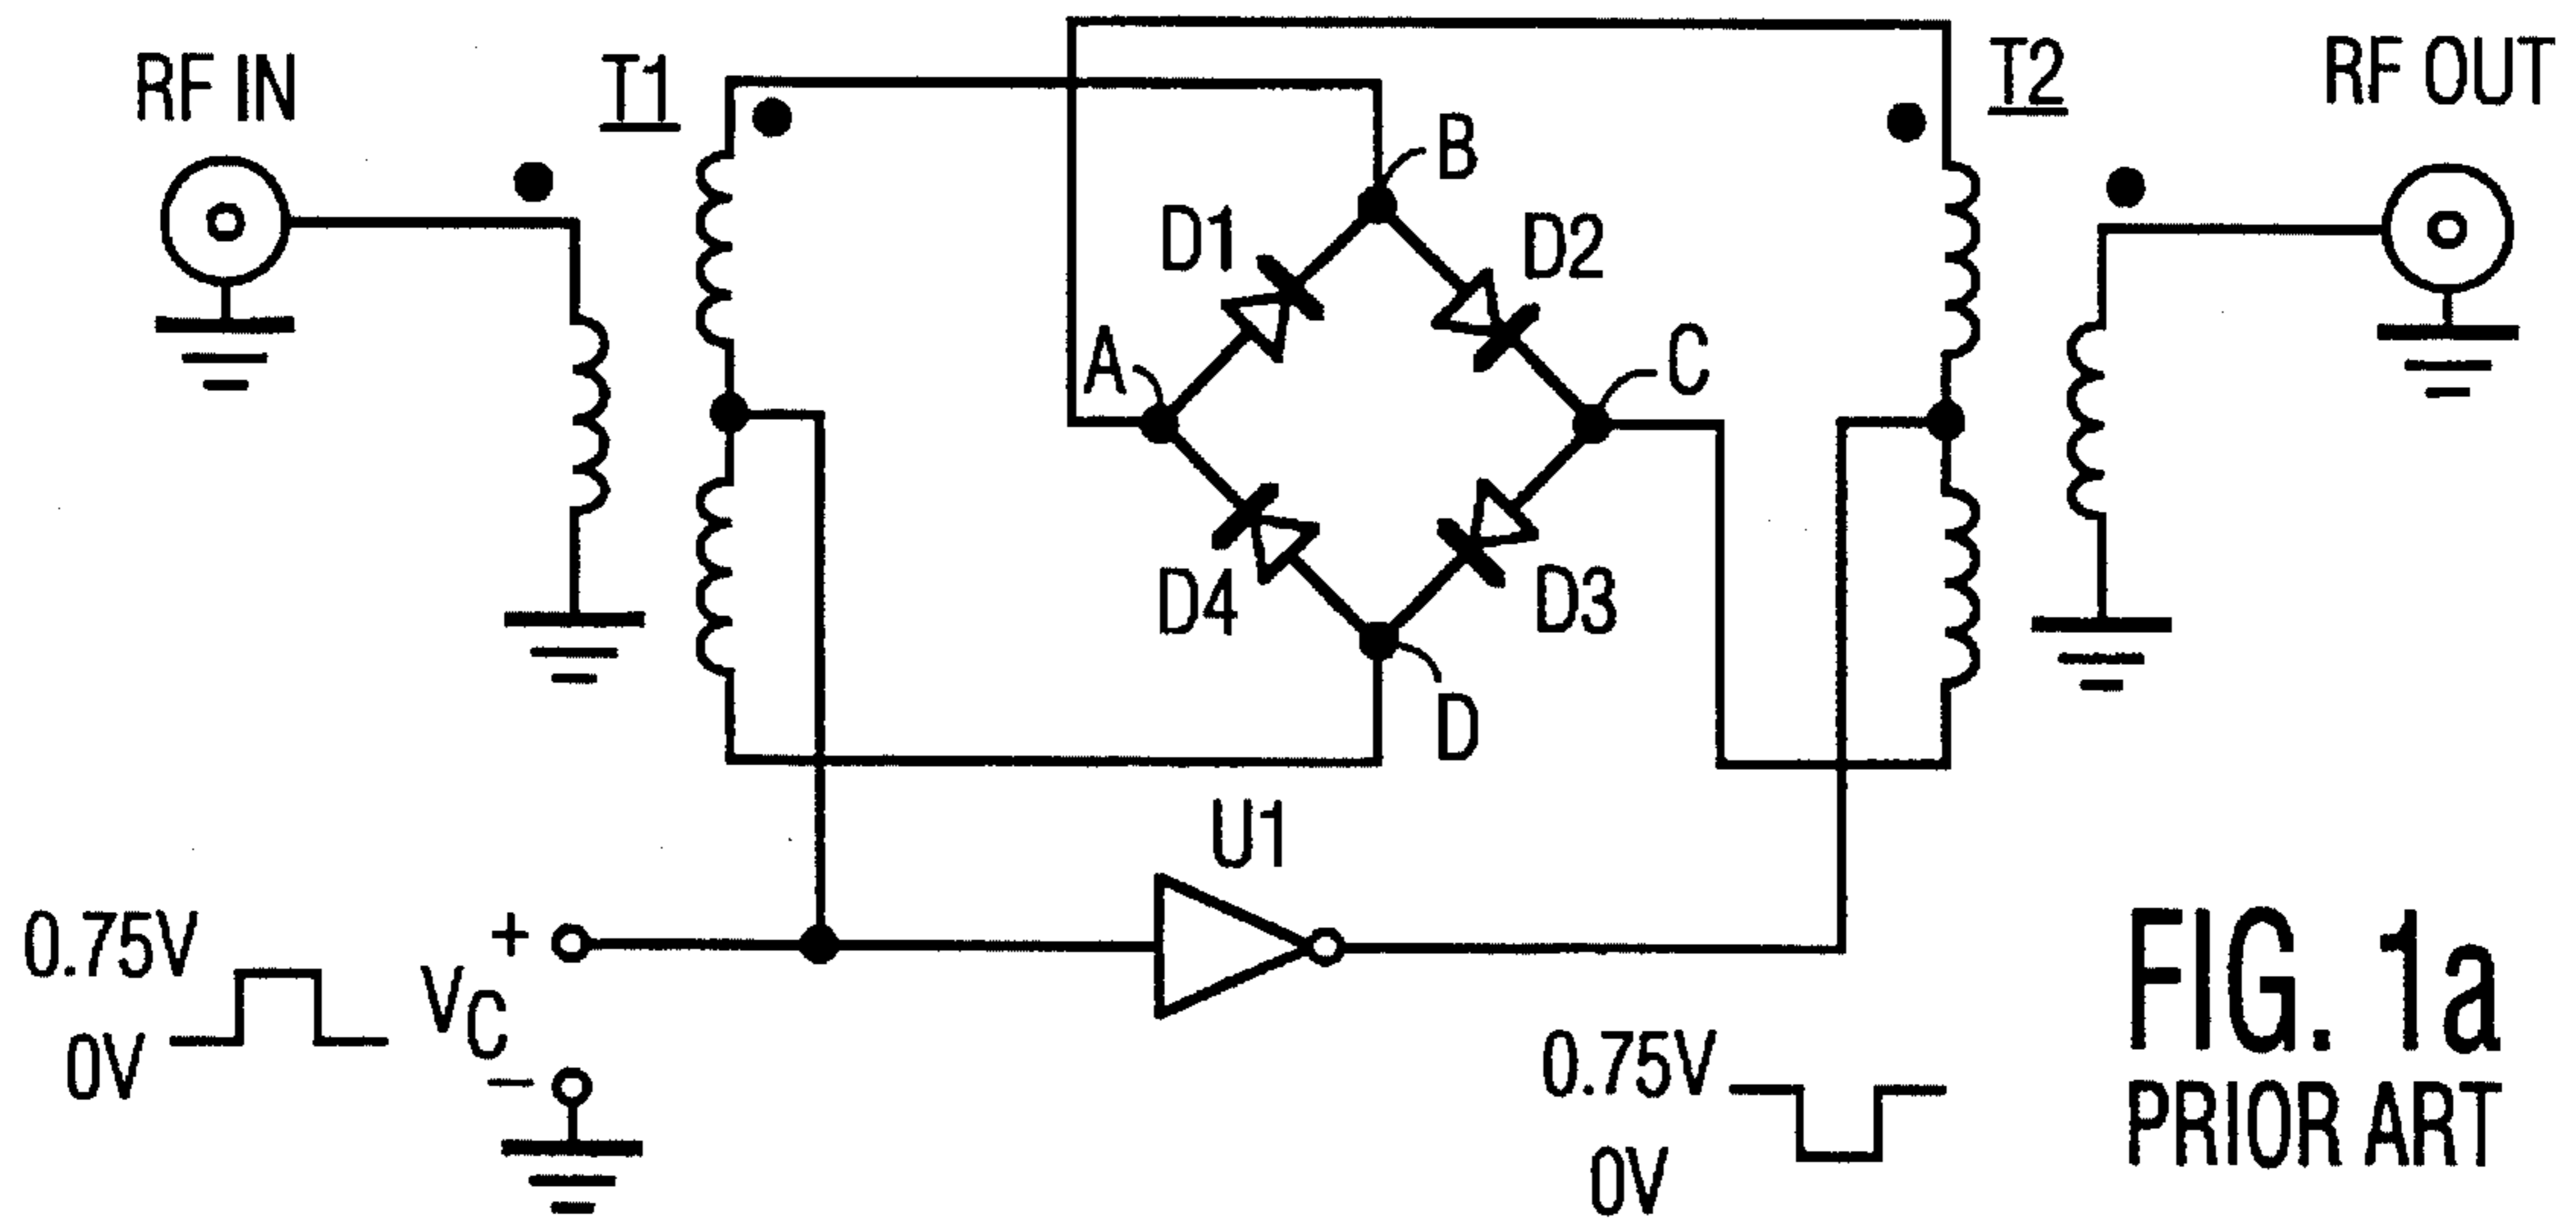 RF IN
T1
T2
RF OUT
B
D1
D2
A
C
D4
D3
D
U1
0.75V
0V
+
VC
−
0.75V
0V
FIG. 1a
PRIOR ART